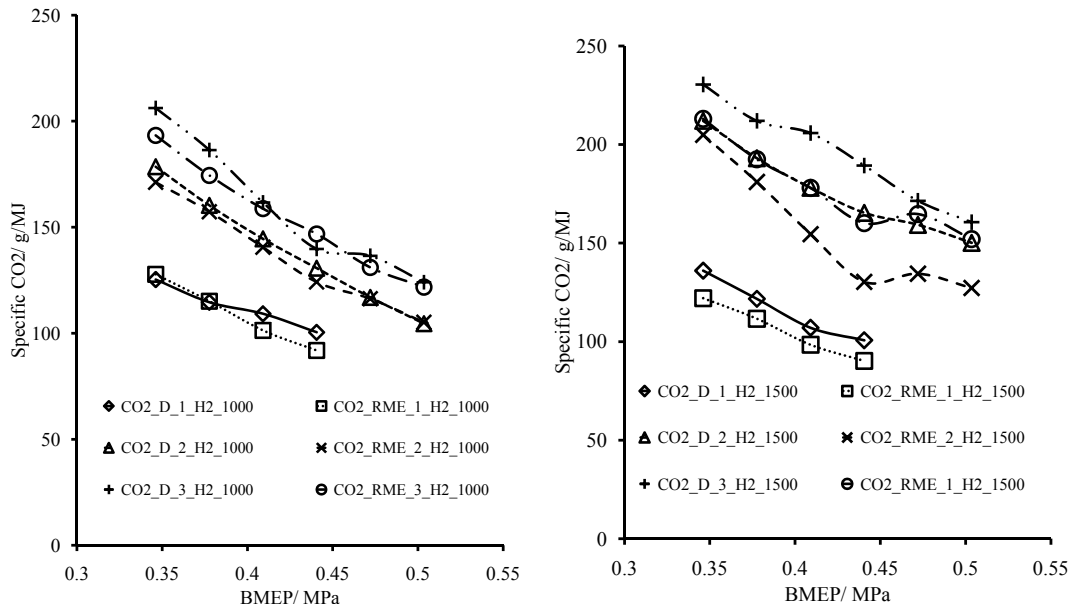 250
200
150
100
50
0
0.3 0.35 0.4 0.45 0.5 0.55
Specific CO2/ g/MJ
BMEP/ MPa
CO2_D_1_H2_1000 CO2_RME_1_H2_1000
CO2_D_2_H2_1000 CO2_RME_2_H2_1000
CO2_D_3_H2_1000 CO2_RME_3_H2_1000
250
200
150
100
50
0
0.3 0.35 0.4 0.45 0.5 0.55
Specific CO2/ g/MJ
BMEP/ MPa
CO2_D_1_H2_1500 CO2_RME_1_H2_1500
CO2_D_2_H2_1500 CO2_RME_2_H2_1500
CO2_D_3_H2_1500 CO2_RME_1_H2_1500